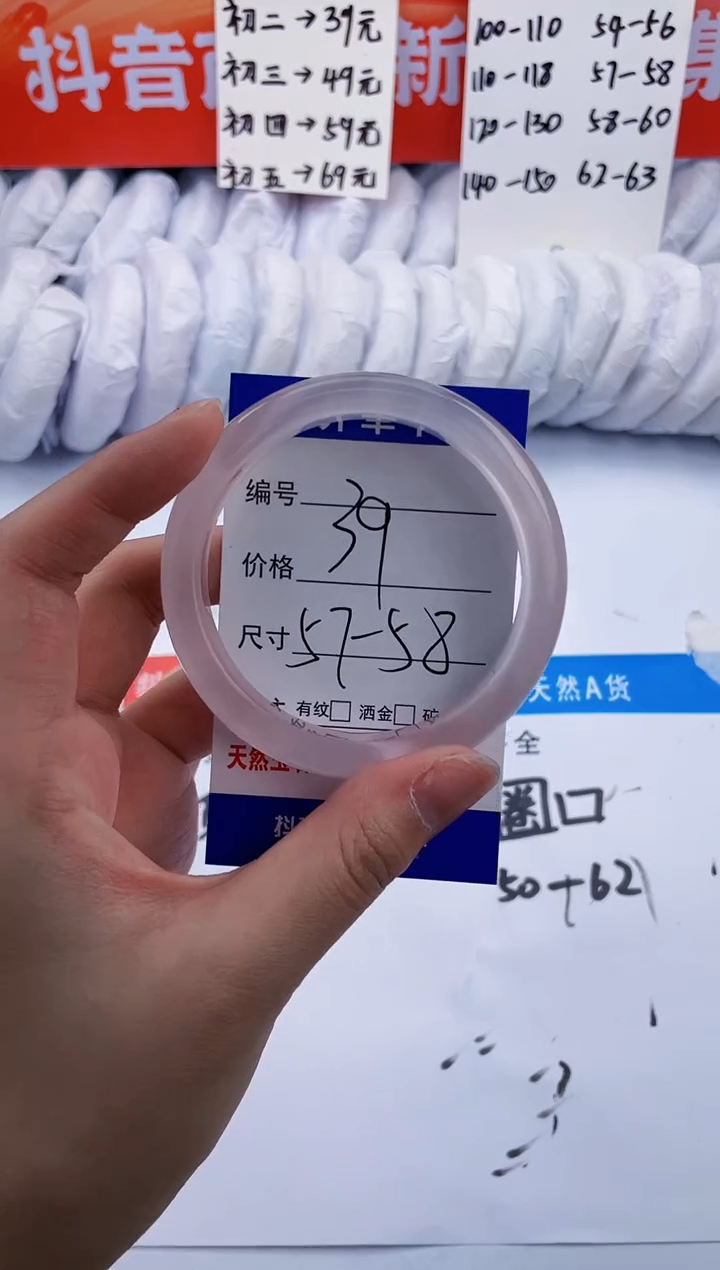 抖音
新
集
初二→39元
初三→49元
初四→59元
初五→69元
100-110 54-56
110-118 57-58
120-130 58-60
140-150 62-63
编号
39
价格
尺寸 57-58
有纹□ 洒金□
天然
抖
天然A货
全
圈口
50+62